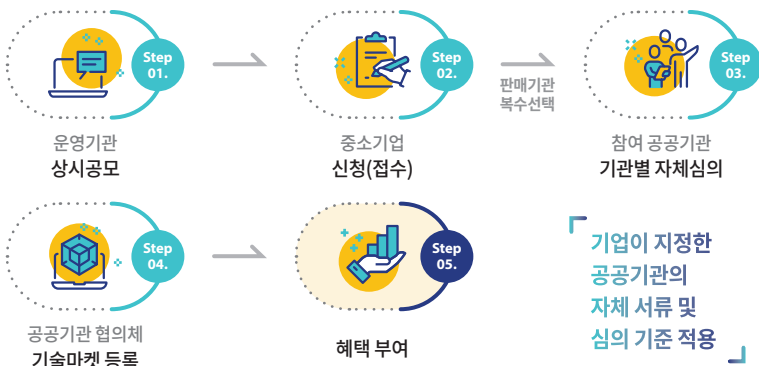 Step
01.
운영기관
상시공모
Step
02.
중소기업
신청(접수)
판매기관
복수선택
Step
03.
참여 공공기관
기관별 자체심의
Step
04.
공공기관 협의체
기술마켓 등록
Step
05.
혜택 부여
기업이 지정한
공공기관의
자체 서류 및
심의 기준 적용